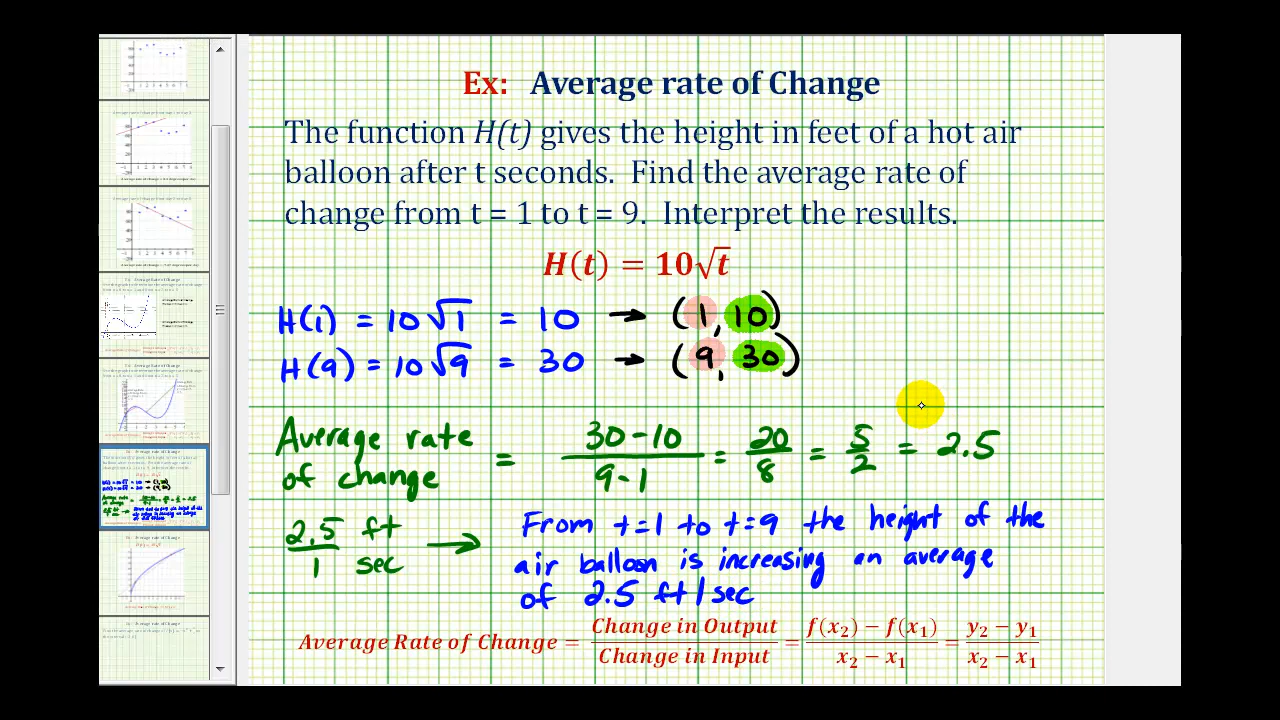 Ex: Average rate of Change
The function H(t) gives the height in feet of a hot air
balloon after t seconds. Find the average rate of
change from t = 1 to t = 9. Interpret the results.
H(t) = 10√t
H(1) = 10√1 = 10 → (1, 10)
H(9) = 10√9 = 30 → (9, 30)
Average rate of change = 30-10/9-1 = 20/8 = 5/2 = 2.5
2.5 ft/1 sec → From t=1 to t=9 the height of the
air balloon is increasing an average
of 2.5 ft/sec
Average Rate of Change = Change in Output/Change in Input = f(x₂) − f(x₁)/x₂ − x₁ = y₂ − y₁/x₂ − x₁